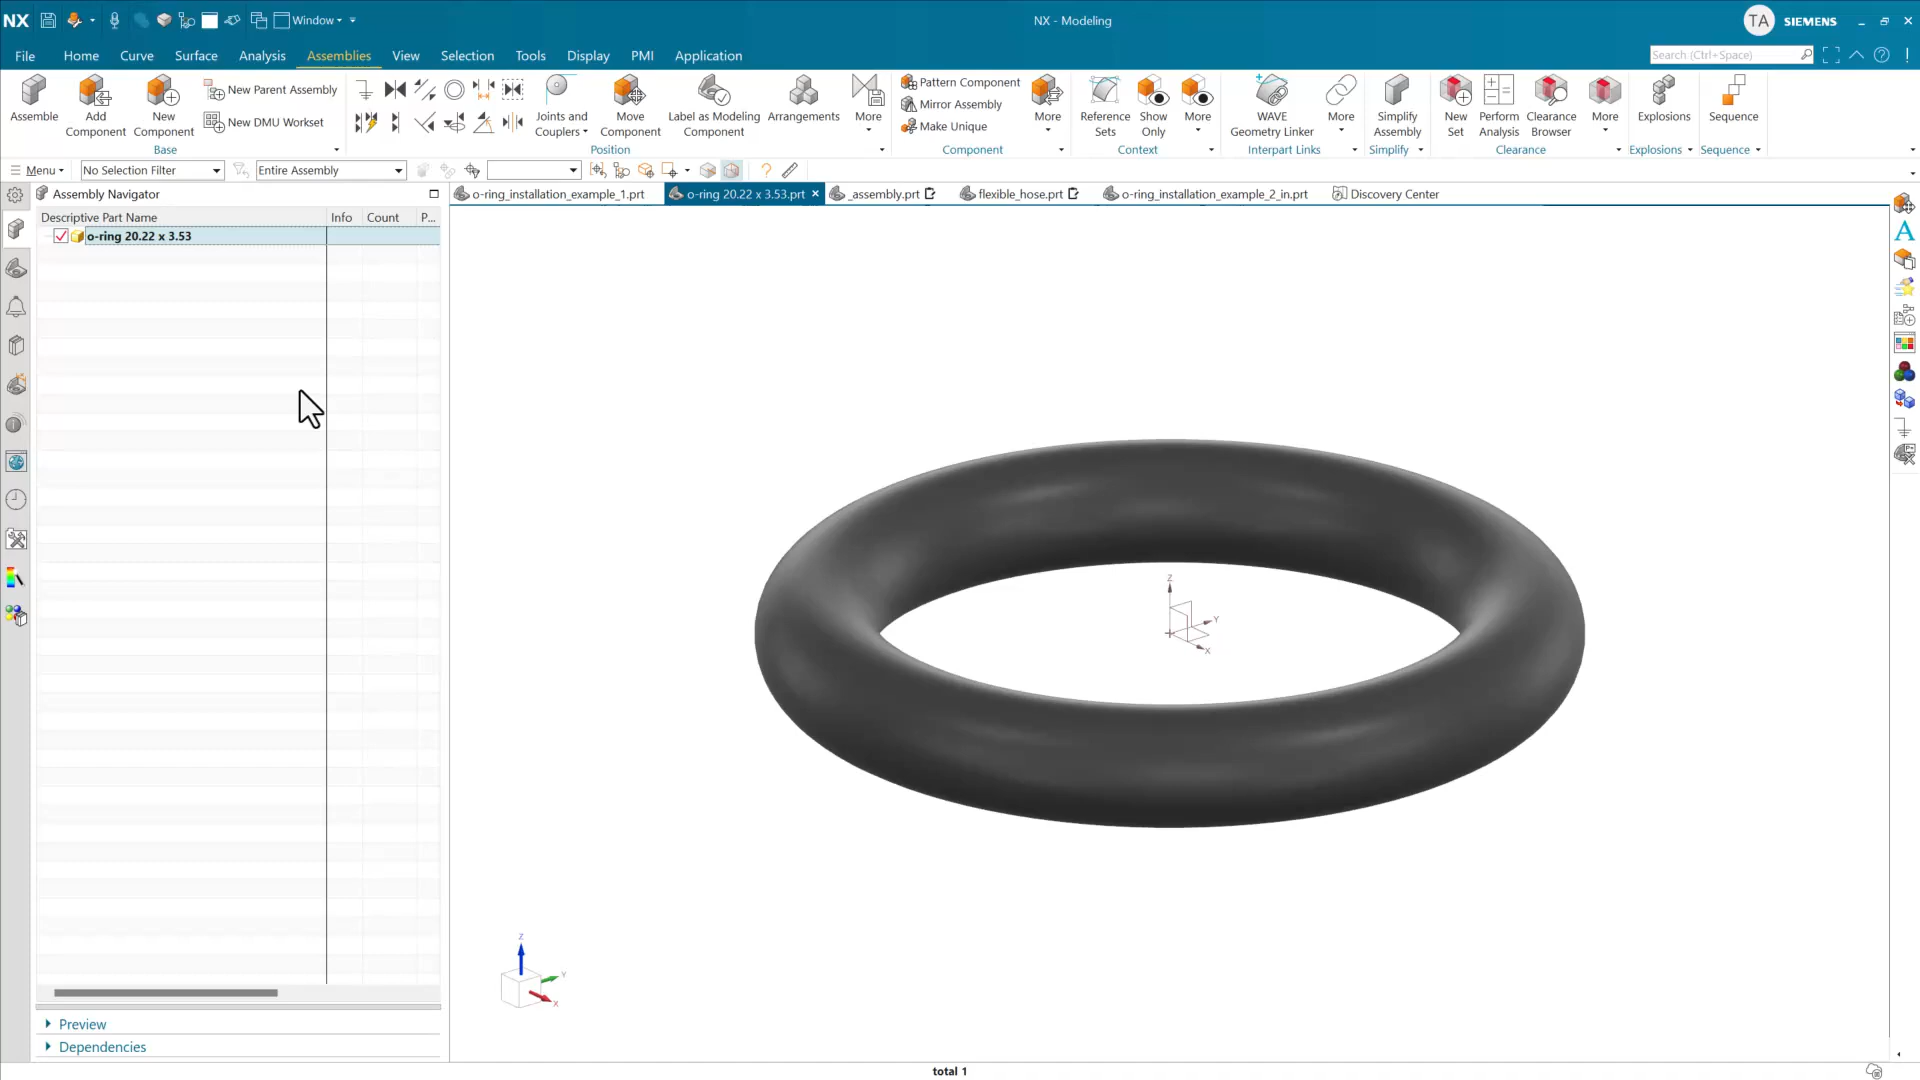 NX
Window
NX - Modeling
TA
SIEMENS
File
Home
Curve
Surface
Analysis
Assemblies
View
Selection
Tools
Display
PMI
Application
Search (Ctrl+Space)
Assemble
Add
Component
New
Component
New Parent Assembly
New DMU Workset
Base
Joints and
Couplers
Move
Component
Label as Modeling
Component
Arrangements
More
Position
Pattern Component
Mirror Assembly
Make Unique
More
Component
Reference
Sets
Show
Only
More
Context
WAVE
Geometry Linker
More
Interpart Links
Simplify
Assembly
Simplify
New
Set
Perform
Analysis
Clearance
Browser
More
Clearance
Explosions
Explosions
Sequence
Sequence
Menu
No Selection Filter
Entire Assembly
Assembly Navigator
o-ring_installation_example_1.prt
o-ring 20.22 x 3.53.prt
_assembly.prt
flexible_hose.prt
o-ring_installation_example_2_in.prt
Discovery Center
Descriptive Part Name
Info
Count
P...
o-ring 20.22 x 3.53
Z
Y
X
Z
Y
X
Preview
Dependencies
total 1